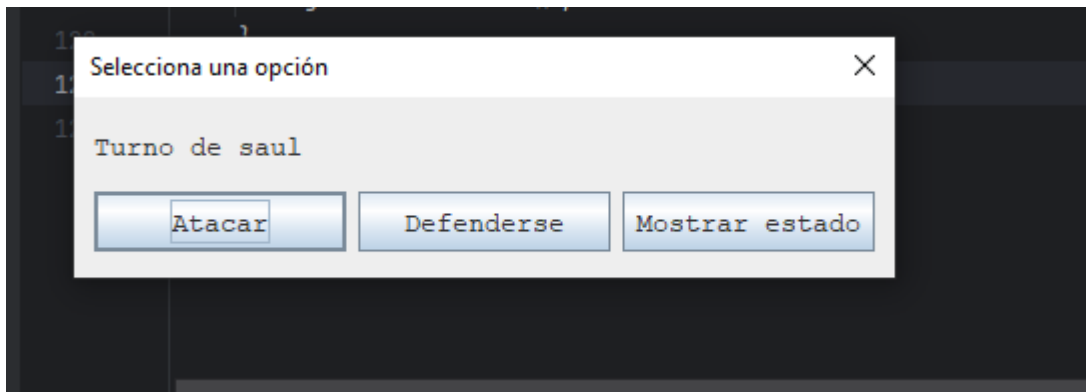 Selecciona una opción
Turno de saul
Atacar Defenderse Mostrar estado